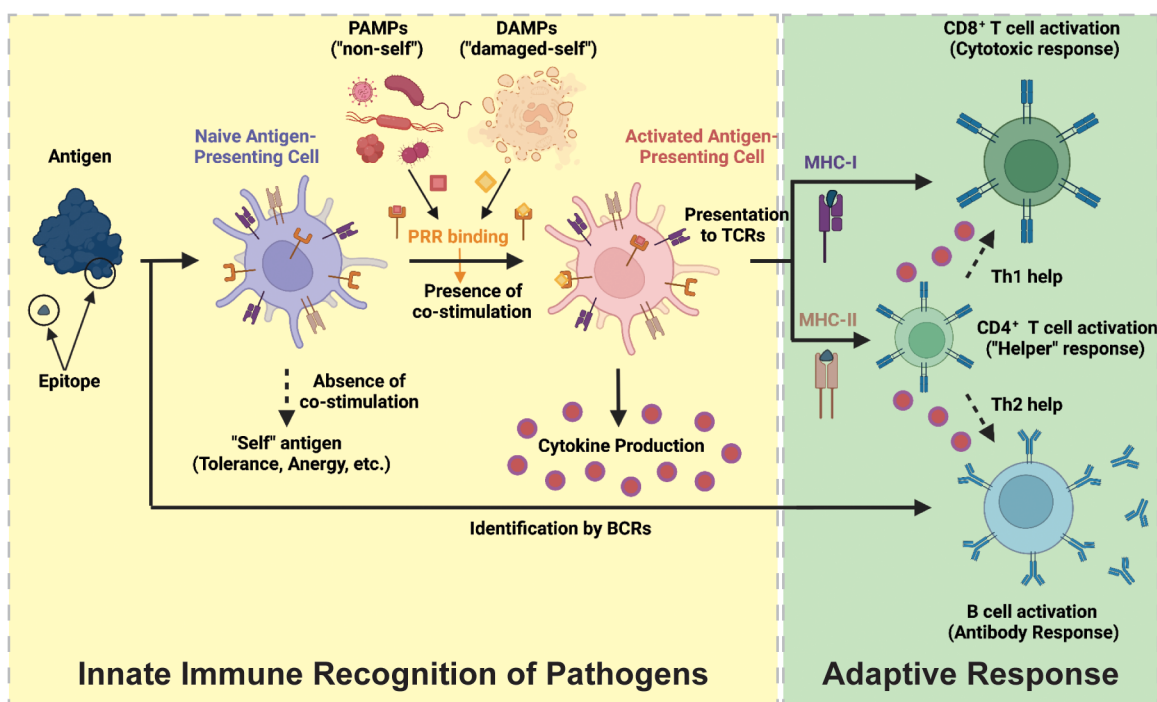 PAMPs
("non-self")
DAMPs
("damaged-self")
Antigen
Naive Antigen-
Presenting Cell
Activated Antigen-
Presenting Cell
PRR binding
Presence of
co-stimulation
Epitope
Absence of
co-stimulation
"Self" antigen
(Tolerance, Anergy, etc.)
Cytokine Production
Presentation
to TCRs
Identification by BCRs
Innate Immune Recognition of Pathogens
CD8⁺ T cell activation
(Cytotoxic response)
MHC-I
Th1 help
MHC-II
CD4⁺ T cell activation
("Helper" response)
Th2 help
B cell activation
(Antibody Response)
Adaptive Response